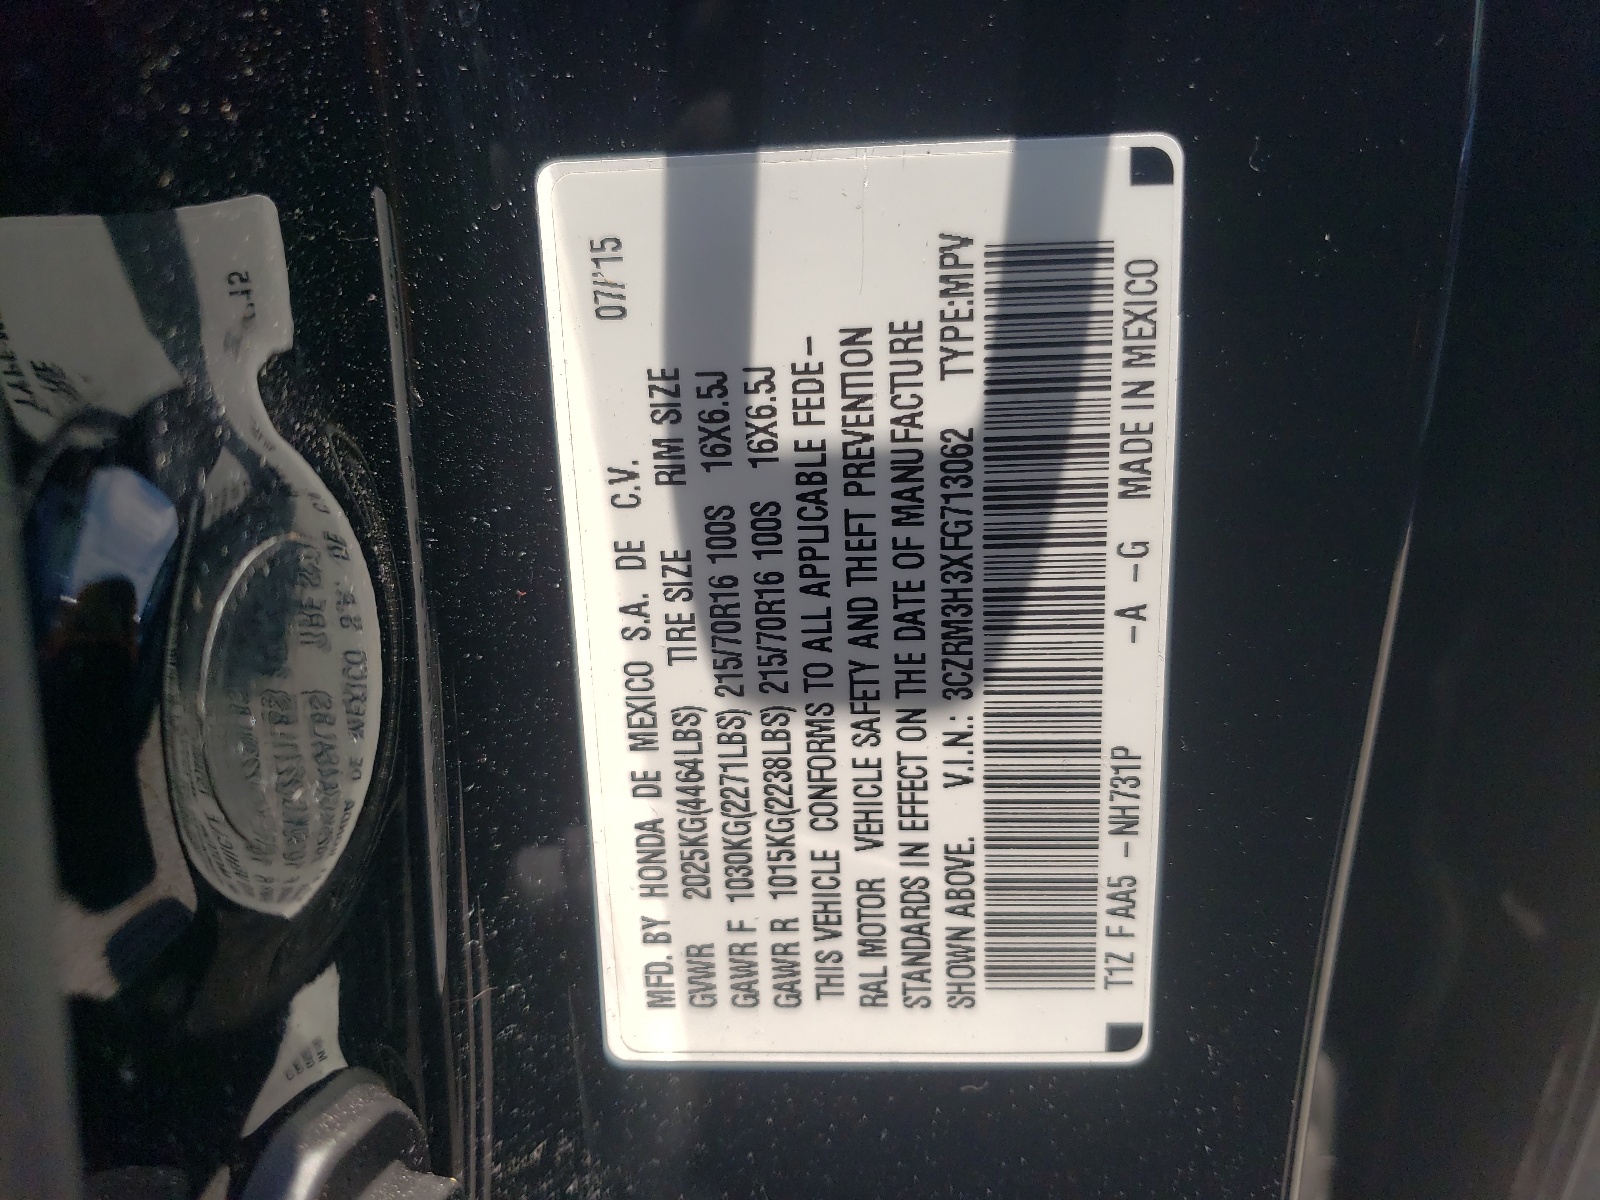 MFD. BY HONDA DE MEXICO S.A. DE C.V. 07/'15
GVWR 2025KG(4464LBS) TIRE SIZE RIM SIZE
GAWR F 1030KG(2271LBS) 215/70R16 100S 16X6.5J
GAWR R 1015KG(2238LBS) 215/70R16 100S 16X6.5J
THIS VEHICLE CONFORMS TO ALL APPLICABLE FEDE–
RAL MOTOR VEHICLE SAFETY AND THEFT PREVENTION
STANDARDS IN EFFECT ON THE DATE OF MANUFACTURE
SHOWN ABOVE. V.I.N.: 3CZRM3H3XFG713062 TYPE:MPV
T1Z F AA5 –NH731P –A –G MADE IN MEXICO